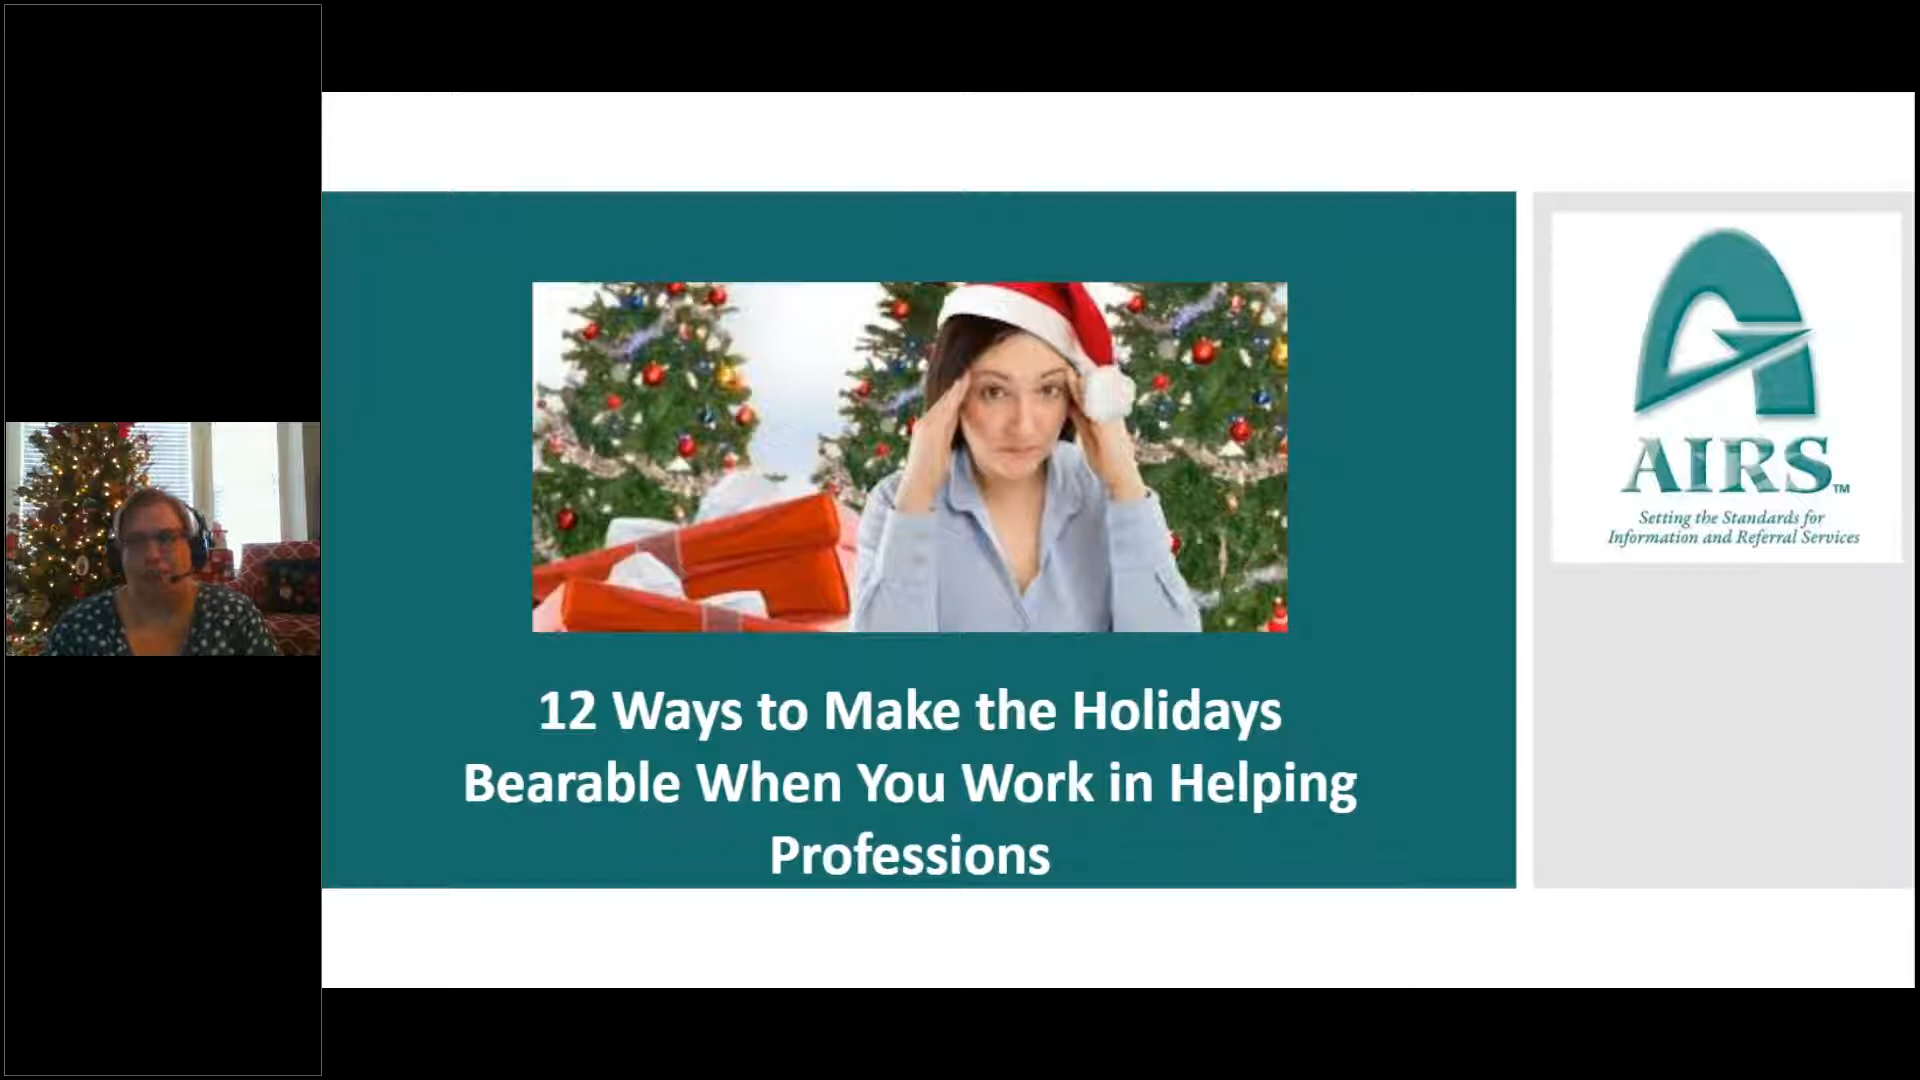 12 Ways to Make the Holidays
Bearable When You Work in Helping
Professions
AIRS™
Setting the Standards for
Information and Referral Services